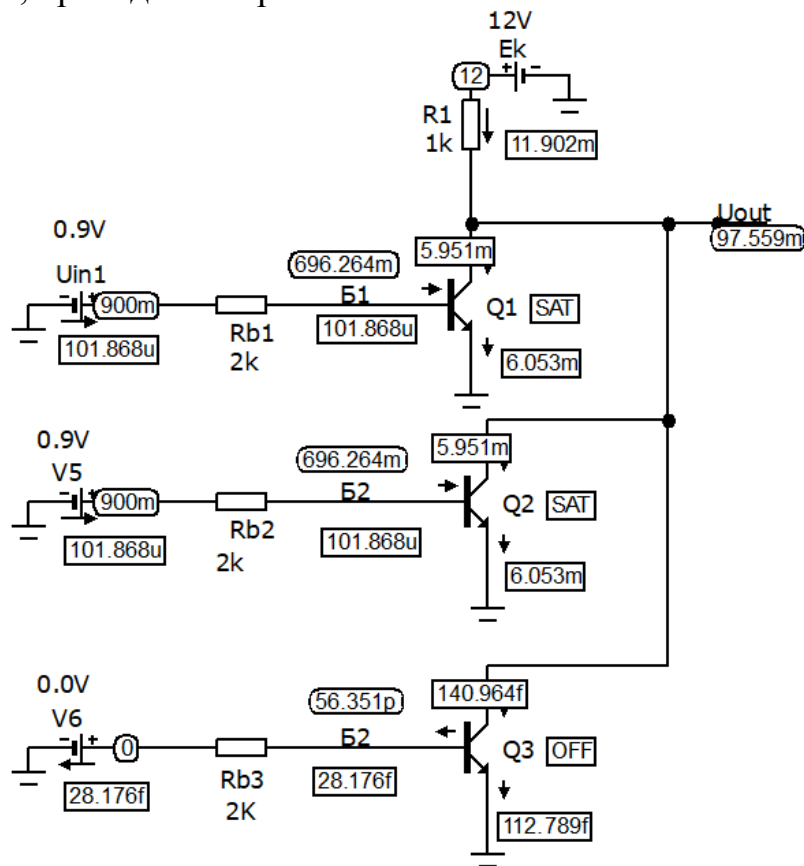 12V
Ek
12
R1
1k
11.902m
Uout
97.559m
0.9V
Uin1
900m
101.868u
Rb1
2k
696.264m
Б1
101.868u
5.951m
Q1 SAT
6.053m
0.9V
V5
900m
101.868u
Rb2
2k
696.264m
Б2
101.868u
5.951m
Q2 SAT
6.053m
0.0V
V6
0
28.176f
Rb3
2K
56.351p
Б2
28.176f
140.964f
Q3 OFF
112.789f